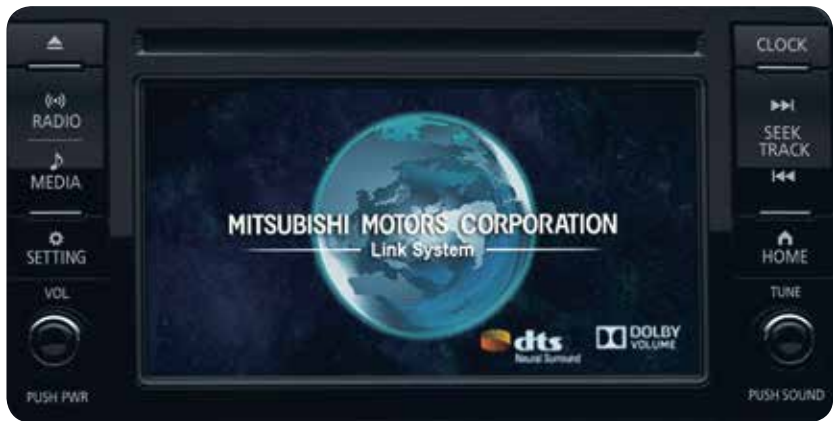 CLOCK
RADIO
SEEK
TRACK
MEDIA
MITSUBISHI MOTORS CORPORATION
Link System
SETTING
HOME
VOL
TUNE
dts
Neural Surround
DOLBY
VOLUME
PUSH PWR
PUSH SOUND